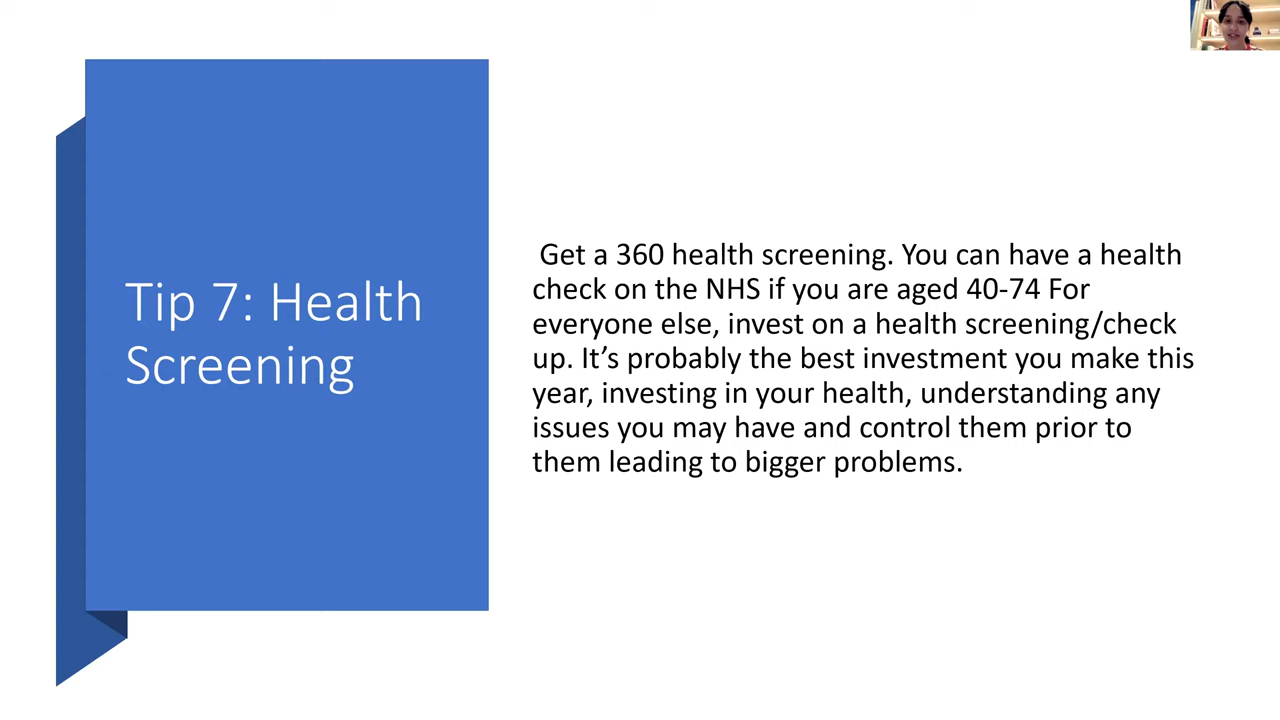 Tip 7: Health
Screening
Get a 360 health screening. You can have a health
check on the NHS if you are aged 40-74 For
everyone else, invest on a health screening/check
up. It’s probably the best investment you make this
year, investing in your health, understanding any
issues you may have and control them prior to
them leading to bigger problems.